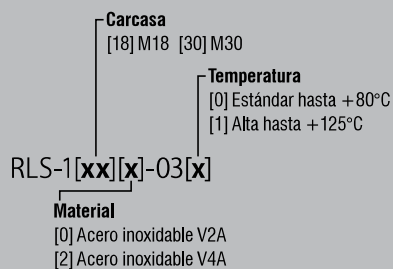 Carcasa
[18] M18 [30] M30
Temperatura
[0] Estándar hasta +80°C
[1] Alta hasta +125°C
RLS-1[xx][x]-03[x]
Material
[0] Acero inoxidable V2A
[2] Acero inoxidable V4A